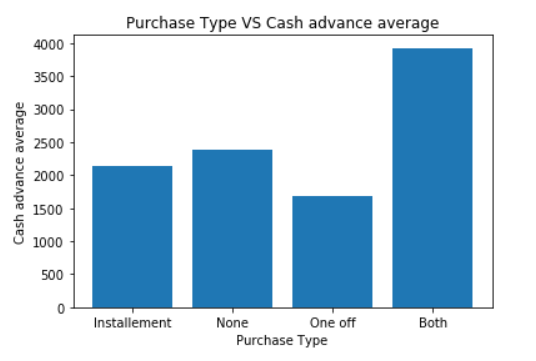 Purchase Type VS Cash advance average
Cash advance average
4000
3500
3000
2500
2000
1500
1000
500
0
Installement None One off Both
Purchase Type